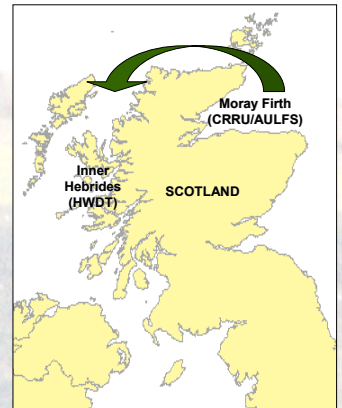 Moray Firth
(CRRU/AULFS)
Inner
Hebrides
(HWDT)
SCOTLAND